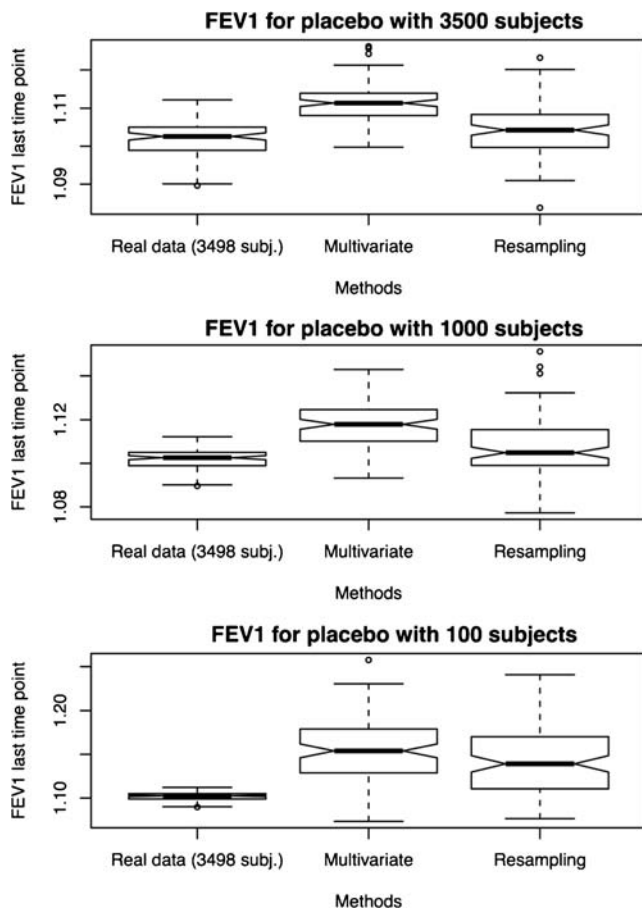 FEV1 for placebo with 3500 subjects
FEV1 last time point
1.11
1.09
Real data (3498 subj.) Multivariate Resampling
Methods
FEV1 for placebo with 1000 subjects
FEV1 last time point
1.12
1.08
Real data (3498 subj.) Multivariate Resampling
Methods
FEV1 for placebo with 100 subjects
FEV1 last time point
1.20
1.10
Real data (3498 subj.) Multivariate Resampling
Methods